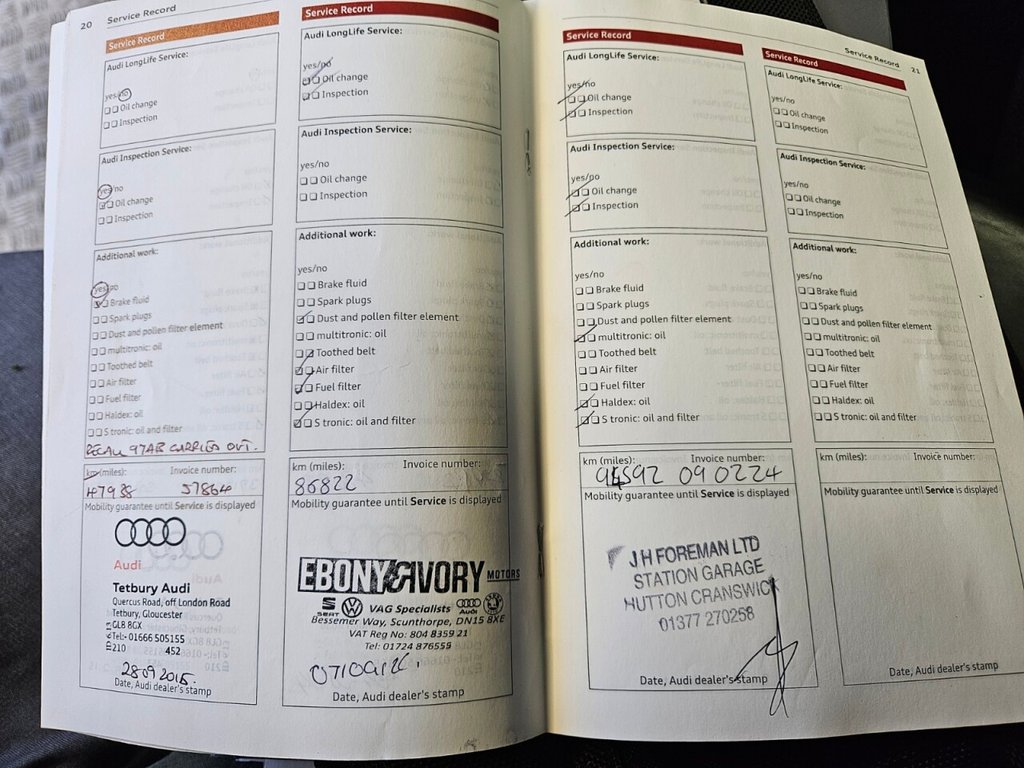 20 Service Record
Service Record
Audi LongLife Service:
yes/no
Oil change
Inspection
Audi Inspection Service:
yes/no
Oil change
Inspection
Additional work:
yes/no
Brake fluid
Spark plugs
Dust and pollen filter element
multitronic: oil
Toothed belt
Air filter
Fuel filter
Haldex: oil
S tronic: oil and filter
RECALL 97AB CARRIED OUT.
km (miles): Invoice number:
47938 57864
Mobility guarantee until Service is displayed
Audi
Tetbury Audi
Quercus Road, off London Road
Tetbury, Gloucester
GL8 8GX
Tel:- 01666 505155
210 452
28 09 2015.
Date, Audi dealer's stamp
Service Record
Audi LongLife Service:
yes/no
Oil change
Inspection
Audi Inspection Service:
yes/no
Oil change
Inspection
Additional work:
yes/no
Brake fluid
Spark plugs
Dust and pollen filter element
multitronic: oil
Toothed belt
Air filter
Fuel filter
Haldex: oil
S tronic: oil and filter
km (miles): Invoice number:
86822
Mobility guarantee until Service is displayed
EBONY & IVORY MOTORS
SEAT VAG Specialists Audi
Bessemer Way, Scunthorpe, DN15 8XE
VAT Reg No: 804 8359 21
Tel: 01724 876555
Date, Audi dealer's stamp
Service Record
Audi LongLife Service:
yes/no
Oil change
Inspection
Audi Inspection Service:
yes/no
Oil change
Inspection
Additional work:
yes/no
Brake fluid
Spark plugs
Dust and pollen filter element
multitronic: oil
Toothed belt
Air filter
Fuel filter
Haldex: oil
S tronic: oil and filter
km (miles): Invoice number:
94592 090224
Mobility guarantee until Service is displayed
J H FOREMAN LTD
STATION GARAGE
HUTTON CRANSWICK
01377 270258
Date, Audi dealer's stamp
Service Record 21
Service Record
Audi LongLife Service:
yes/no
Oil change
Inspection
Audi Inspection Service:
yes/no
Oil change
Inspection
Additional work:
yes/no
Brake fluid
Spark plugs
Dust and pollen filter element
multitronic: oil
Toothed belt
Air filter
Fuel filter
Haldex: oil
S tronic: oil and filter
km (miles): Invoice number:
Mobility guarantee until Service is displayed
Date, Audi dealer's stamp